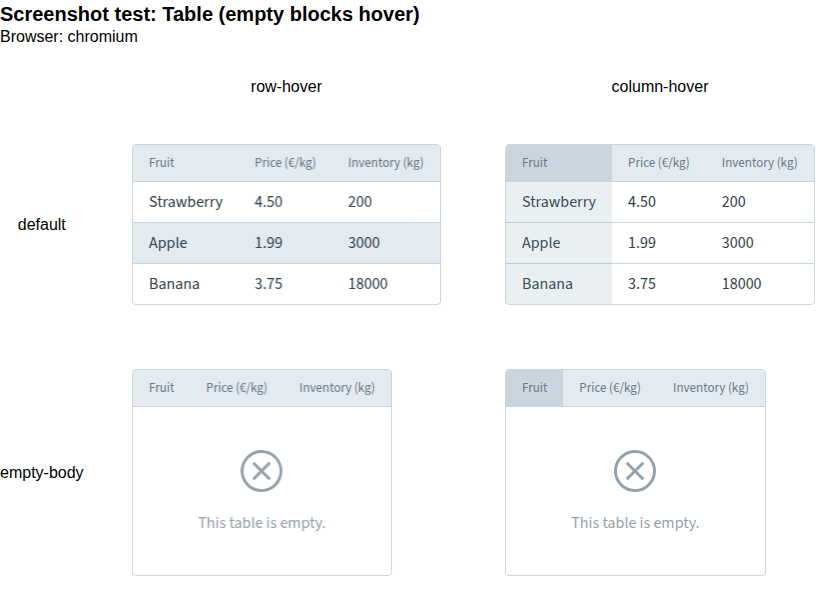 Screenshot test: Table (empty blocks hover)
Browser: chromium
row-hover column-hover
default
Fruit Price (€/kg) Inventory (kg)
Strawberry 4.50 200
Apple 1.99 3000
Banana 3.75 18000
Fruit Price (€/kg) Inventory (kg)
Strawberry 4.50 200
Apple 1.99 3000
Banana 3.75 18000
empty-body
Fruit Price (€/kg) Inventory (kg)
This table is empty.
Fruit Price (€/kg) Inventory (kg)
This table is empty.